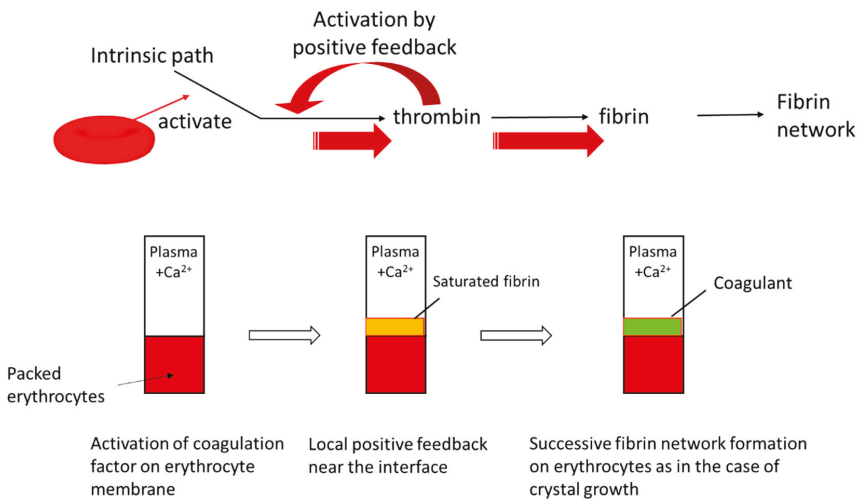 Activation by
positive feedback
Intrinsic path
activate
thrombin
fibrin
Fibrin
network
Plasma
+Ca²⁺
Plasma
+Ca²⁺
Saturated fibrin
Plasma
+Ca²⁺
Coagulant
Packed
erythrocytes
Activation of coagulation
factor on erythrocyte
membrane
Local positive feedback
near the interface
Successive fibrin network formation
on erythrocytes as in the case of
crystal growth